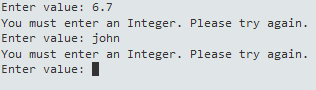 Enter value: 6.7
You must enter an Integer. Please try again.
Enter value: john
You must enter an Integer. Please try again.
Enter value: